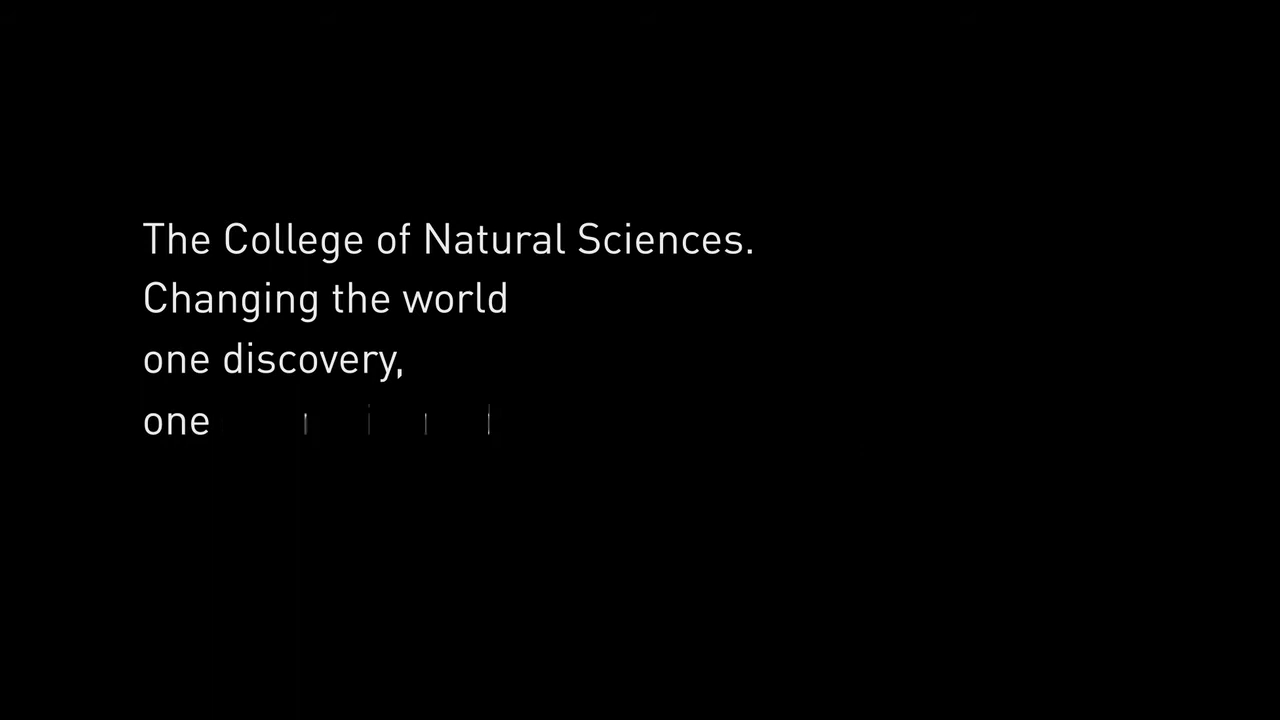 The College of Natural Sciences.
Changing the world
one discovery,
one